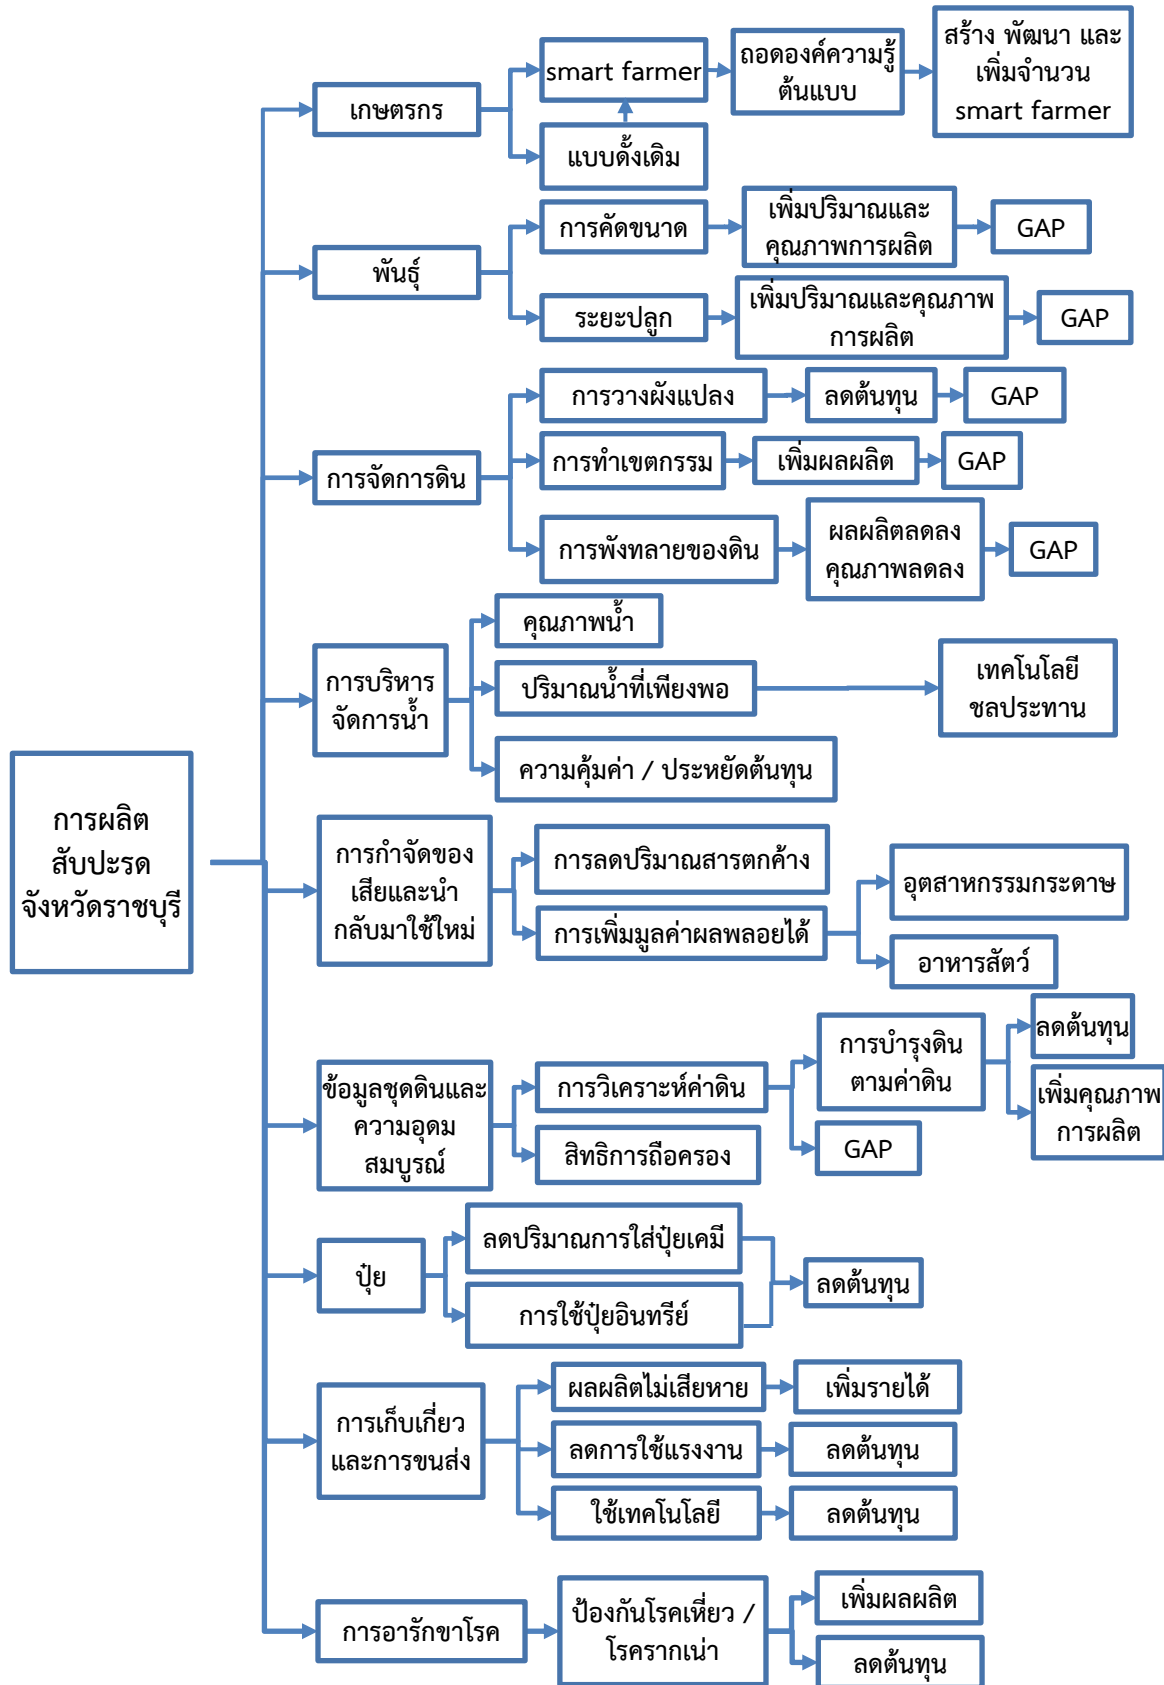 การผลิต
สับปะรด
จังหวัดราชบุรี
เกษตรกร
smart farmer
ถอดองค์ความรู้
ต้นแบบ
สร้าง พัฒนา และ
เพิ่มจำนวน
smart farmer
แบบดั้งเดิม
พันธุ์
การคัดขนาด
เพิ่มปริมาณและ
คุณภาพการผลิต
GAP
ระยะปลูก
เพิ่มปริมาณและคุณภาพ
การผลิต
GAP
การจัดการดิน
การวางผังแปลง
ลดต้นทุน
GAP
การทำเขตกรรม
เพิ่มผลผลิต
GAP
การพังทลายของดิน
ผลผลิตลดลง
คุณภาพลดลง
GAP
การบริหาร
จัดการน้ำ
คุณภาพน้ำ
ปริมาณน้ำที่เพียงพอ
เทคโนโลยี
ชลประทาน
ความคุ้มค่า / ประหยัดต้นทุน
การกำจัดของ
เสียและนำ
กลับมาใช้ใหม่
การลดปริมาณสารตกค้าง
การเพิ่มมูลค่าผลพลอยได้
อุตสาหกรรมกระดาษ
อาหารสัตว์
ข้อมูลชุดดินและ
ความอุดม
สมบูรณ์
การวิเคราะห์ค่าดิน
การบำรุงดิน
ตามค่าดิน
ลดต้นทุน
เพิ่มคุณภาพ
การผลิต
GAP
สิทธิการถือครอง
ปุ๋ย
ลดปริมาณการใส่ปุ๋ยเคมี
การใช้ปุ๋ยอินทรีย์
ลดต้นทุน
การเก็บเกี่ยว
และการขนส่ง
ผลผลิตไม่เสียหาย
เพิ่มรายได้
ลดการใช้แรงงาน
ลดต้นทุน
ใช้เทคโนโลยี
ลดต้นทุน
การอารักขาโรค
ป้องกันโรคเหี่ยว /
โรครากเน่า
เพิ่มผลผลิต
ลดต้นทุน